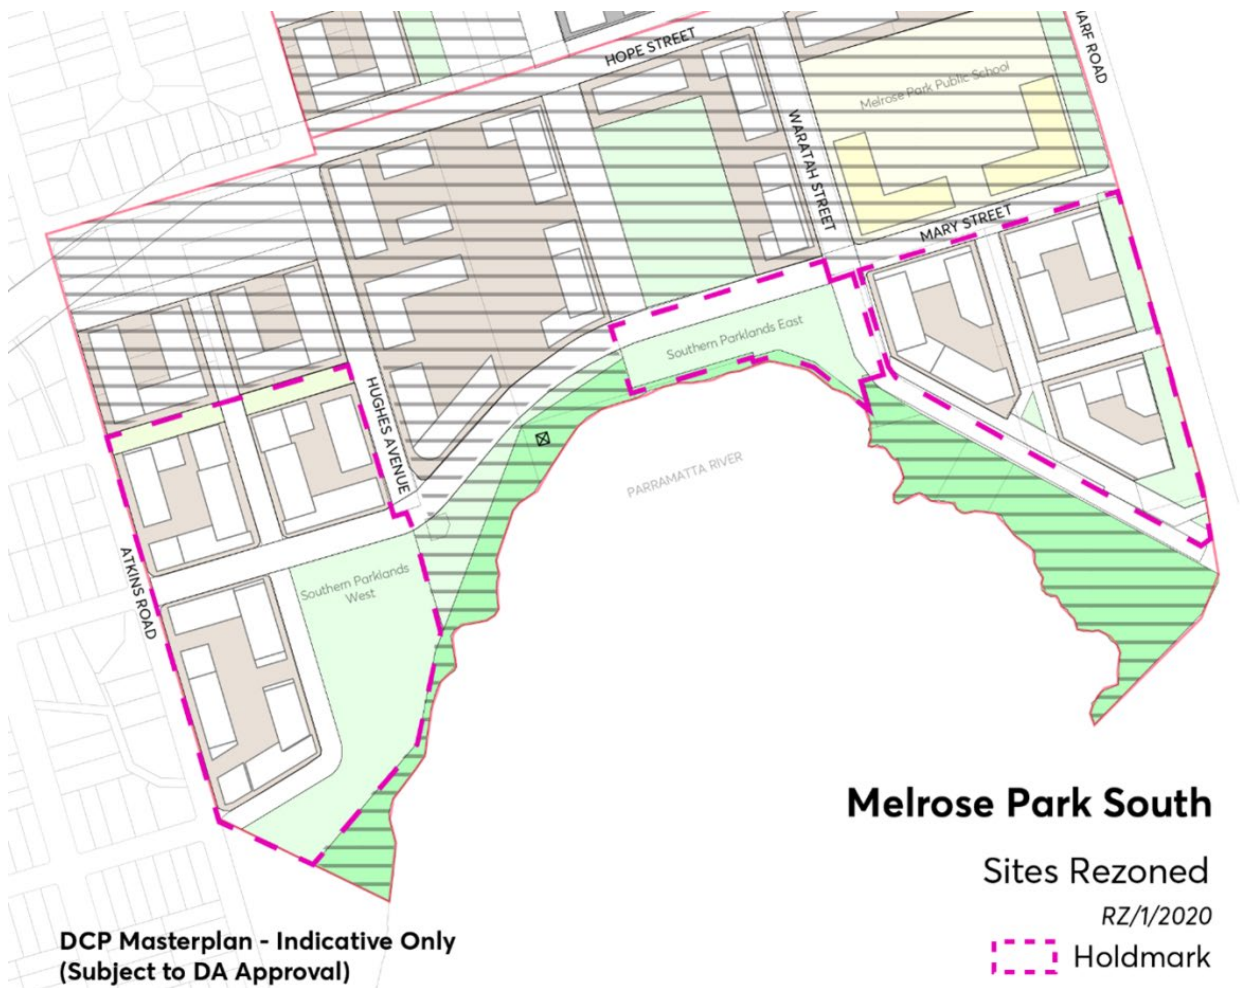 HOPE STREET
WHARF ROAD
Melrose Park Public School
WARATAH STREET
MARY STREET
Southern Parklands East
HUGHES AVENUE
PARRAMATTA RIVER
ATKINS ROAD
Southern Parklands
West
Melrose Park South
Sites Rezoned
RZ/1/2020
Holdmark
DCP Masterplan - Indicative Only
(Subject to DA Approval)